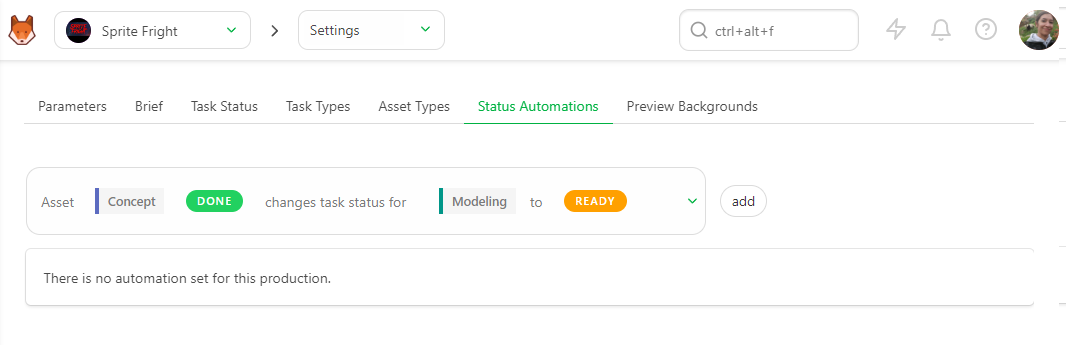 Sprite Fright > Settings ctrl+alt+f
Parameters Brief Task Status Task Types Asset Types Status Automations Preview Backgrounds
Asset Concept DONE changes task status for Modeling to READY add
There is no automation set for this production.